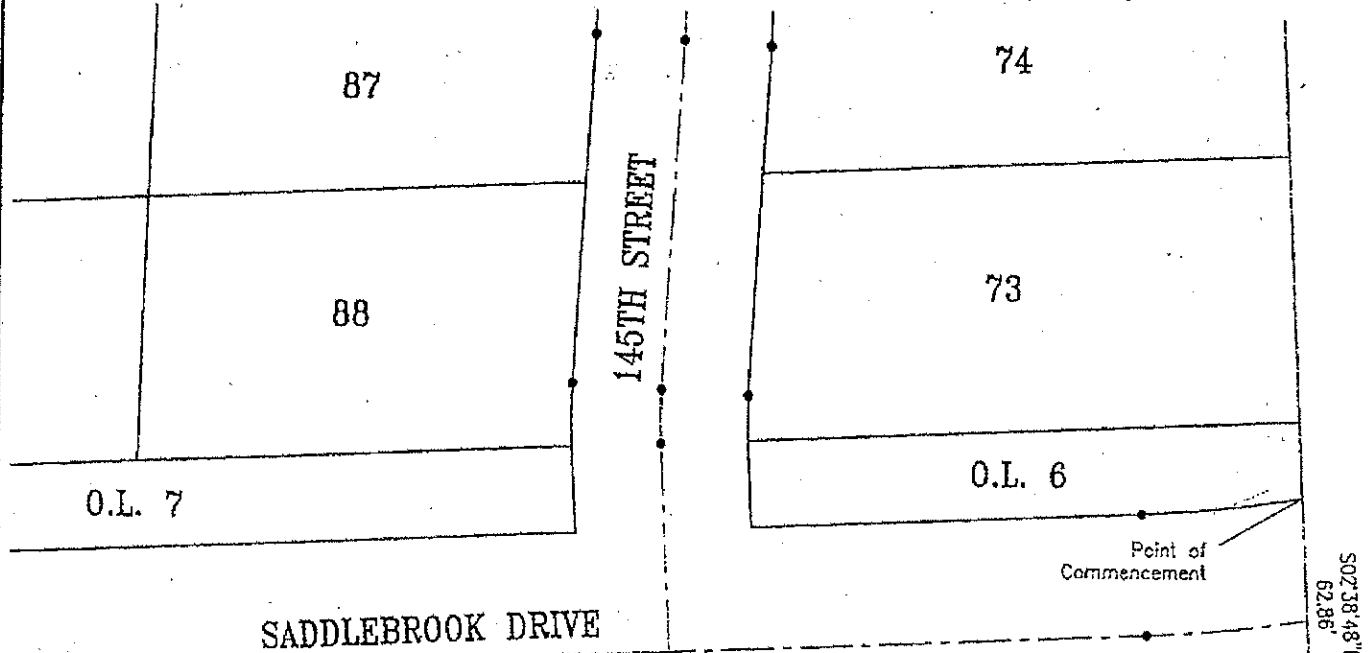 87
74
145TH STREET
88
73
O.L. 7
O.L. 6
Point of
Commencement
S02°38'48"
62.86'
SADDLEBROOK DRIVE